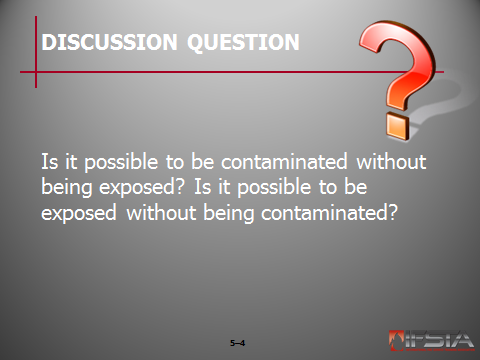 DISCUSSION QUESTION
Is it possible to be contaminated without
being exposed? Is it possible to be
exposed without being contaminated?
5–4
IFSTA